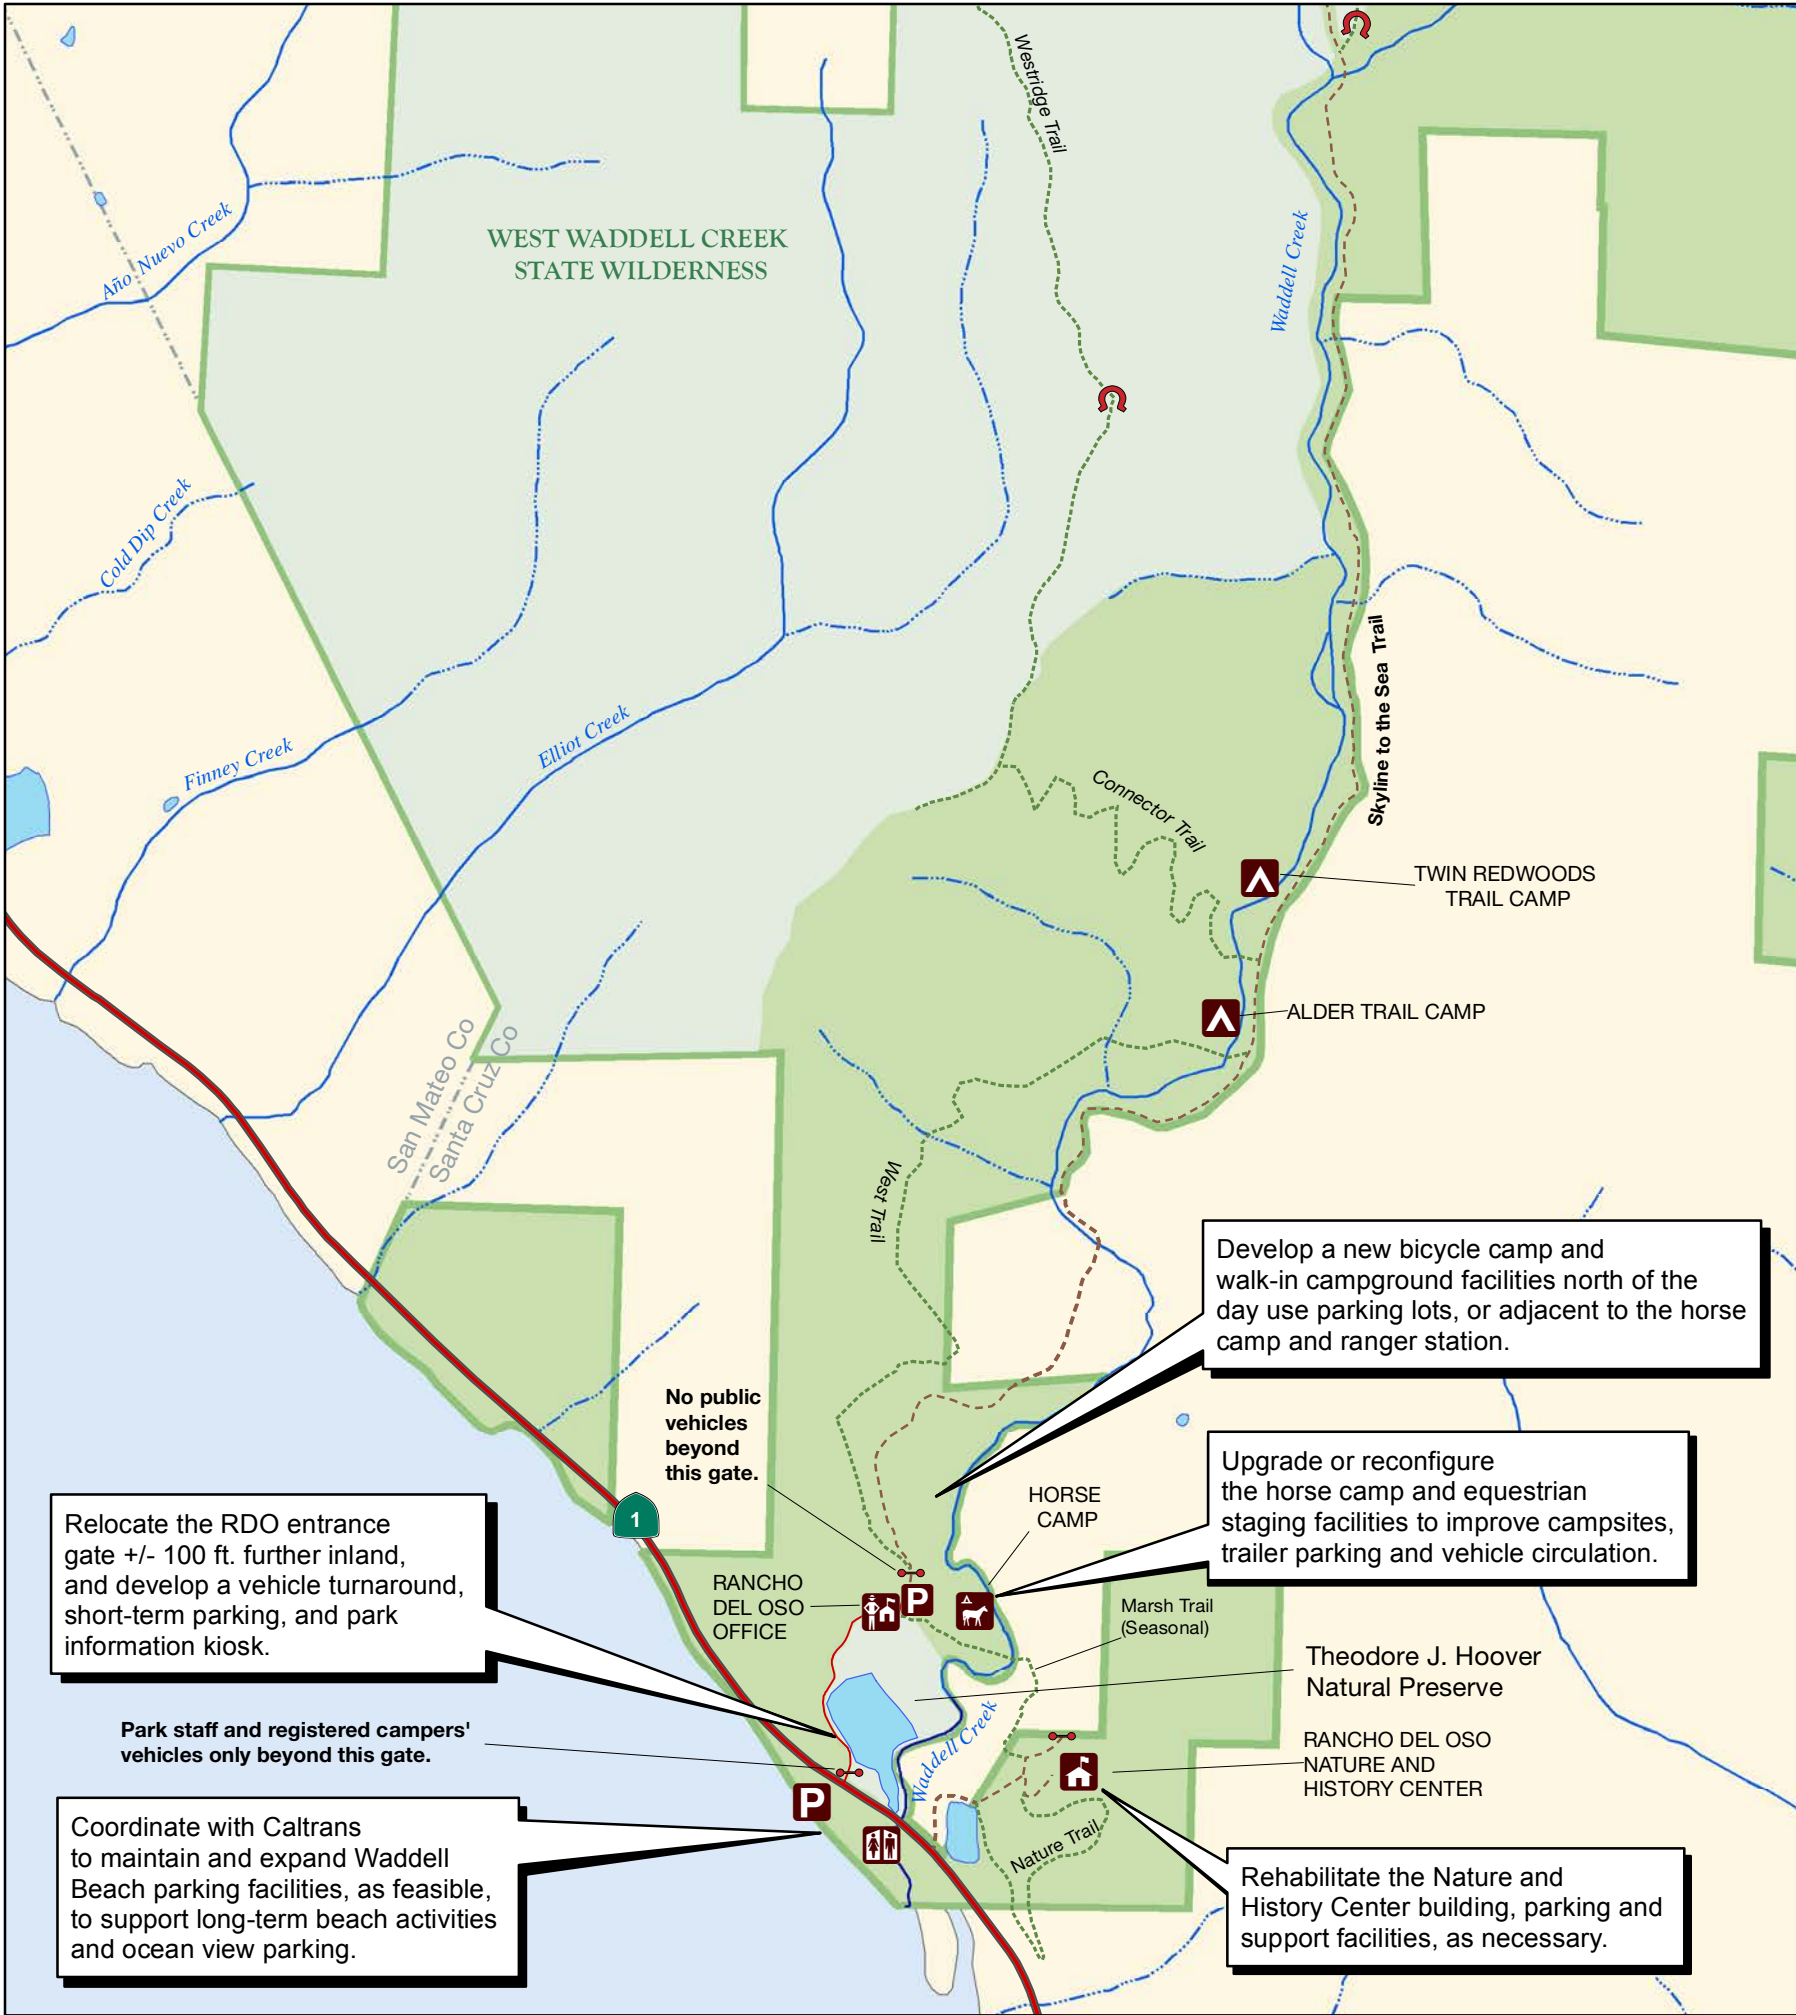 Westridge Trail
Año Nuevo Creek
WEST WADDELL CREEK
STATE WILDERNESS
Waddell Creek
Cold Dip Creek
Skyline to the Sea Trail
Finney Creek
Elliot Creek
Connector Trail
TWIN REDWOODS
TRAIL CAMP
ALDER TRAIL CAMP
San Mateo Co
Santa Cruz Co
West Trail
Develop a new bicycle camp and
walk-in campground facilities north of the
day use parking lots, or adjacent to the horse
camp and ranger station.
No public
vehicles
beyond
this gate.
Upgrade or reconfigure
the horse camp and equestrian
staging facilities to improve campsites,
trailer parking and vehicle circulation.
HORSE
CAMP
1
Relocate the RDO entrance
gate +/- 100 ft. further inland,
and develop a vehicle turnaround,
short-term parking, and park
information kiosk.
RANCHO
DEL OSO
OFFICE
P
Marsh Trail
(Seasonal)
Theodore J. Hoover
Natural Preserve
Park staff and registered campers'
vehicles only beyond this gate.
Waddell Creek
RANCHO DEL OSO
NATURE AND
HISTORY CENTER
P
Coordinate with Caltrans
to maintain and expand Waddell
Beach parking facilities, as feasible,
to support long-term beach activities
and ocean view parking.
Nature Trail
Rehabilitate the Nature and
History Center building, parking and
support facilities, as necessary.